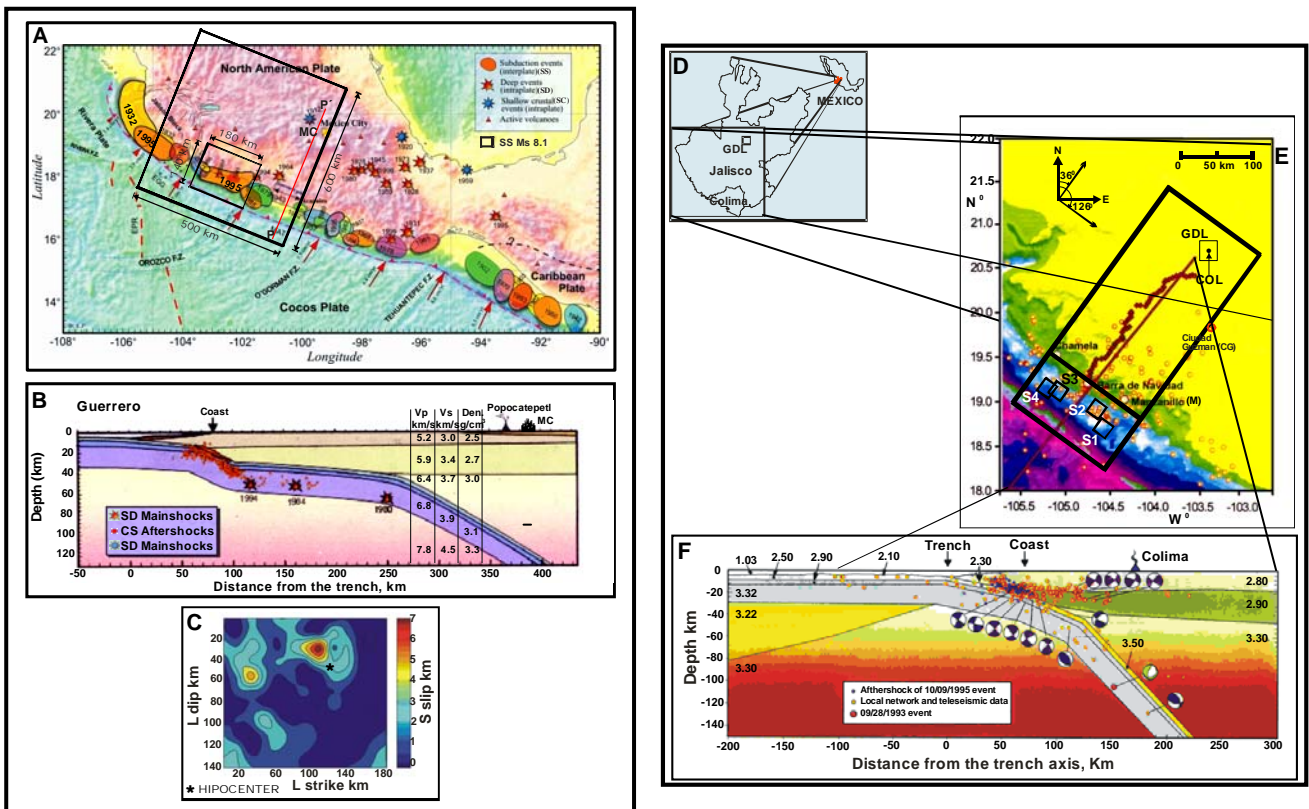 A
22°
20°
18°
16°
14°
Latitude
-108°
-106°
-104°
-102°
-100°
-98°
-96°
-94°
-92°
-90°
Longitude
North American Plate
Rivera Plate
Cocos Plate
Caribbean Plate
Mexico City
MC
P´
P
1932
1995
1995
180 km
500 km
600 km
EPR
OROZCO F.Z.
O'GORMAN F.Z.
TEHUANTEPEC F.Z.
Subduction events (interplate)(SS)
Deep events (intraplate)(SD)
Shallow crustal(SC) events (intraplate)
Active volcanoes
SS Ms 8.1
B
Guerrero
Coast
Vp km/s
Vs km/s
Den. g/cm³
Popocatepetl
MC
5.2 3.0 2.5
5.9 3.4 2.7
6.4 3.7 3.0
6.8
3.9
3.1
7.8 4.5 3.3
1994
SD Mainshocks
CS Aftershocks
SD Mainshocks
Depth (km)
0
20
40
60
80
100
120
-50 0 50 100 150 200 250 300 350 400
Distance from the trench, km
C
L dip km
20
40
60
80
100
120
140
20 60 100 140 180
L strike km
S slip km
7
6
5
4
3
2
1
0
* HIPOCENTER
D
MEXICO
GDL
Jalisco
Colima
E
22.0
21.5
N °
21.0
20.5
20.0
19.5
19.0
18.5
18.0
N
36°
E
126°
0 50 km 100
GDL
COL
Ciudad Guzman (CG)
Chamela
Barra de Navidad
Manzanillo (M)
S4
S3
S2
S1
-105.5 -105.0 -104.5 -104.0 -103.5 -103.0
W °
F
Trench
Coast
Colima
1.03
2.50
2.90
2.10
2.30
2.80
3.32
2.90
3.22
3.30
3.30
3.50
Depth km
0
-20
-40
-60
-80
-100
-120
-140
Afthershock of 10/09/1995 event
Local network and teleseismic data
09/28/1993 event
-200 -150 -100 -50 0 50 100 150 200 250 300
Distance from the trench axis, Km